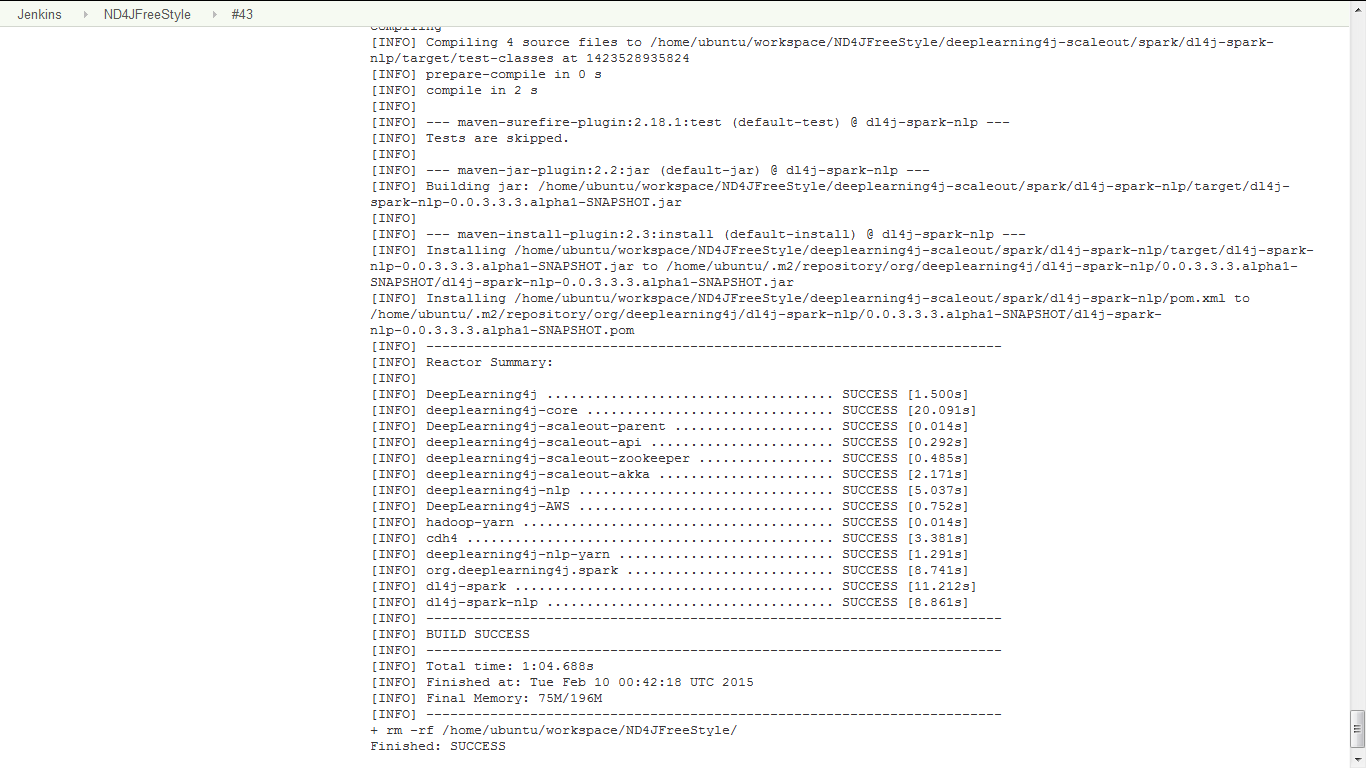 Jenkins ND4JFreeStyle #43
Compiling
[INFO] Compiling 4 source files to /home/ubuntu/workspace/ND4JFreeStyle/deeplearning4j-scaleout/spark/dl4j-spark-
nlp/target/test-classes at 1423528935824
[INFO] prepare-compile in 0 s
[INFO] compile in 2 s
[INFO]
[INFO] --- maven-surefire-plugin:2.18.1:test (default-test) @ dl4j-spark-nlp ---
[INFO] Tests are skipped.
[INFO]
[INFO] --- maven-jar-plugin:2.2:jar (default-jar) @ dl4j-spark-nlp ---
[INFO] Building jar: /home/ubuntu/workspace/ND4JFreeStyle/deeplearning4j-scaleout/spark/dl4j-spark-nlp/target/dl4j-
spark-nlp-0.0.3.3.3.alpha1-SNAPSHOT.jar
[INFO]
[INFO] --- maven-install-plugin:2.3:install (default-install) @ dl4j-spark-nlp ---
[INFO] Installing /home/ubuntu/workspace/ND4JFreeStyle/deeplearning4j-scaleout/spark/dl4j-spark-nlp/target/dl4j-spark-
nlp-0.0.3.3.3.alpha1-SNAPSHOT.jar to /home/ubuntu/.m2/repository/org/deeplearning4j/dl4j-spark-nlp/0.0.3.3.3.alpha1-
SNAPSHOT/dl4j-spark-nlp-0.0.3.3.3.alpha1-SNAPSHOT.jar
[INFO] Installing /home/ubuntu/workspace/ND4JFreeStyle/deeplearning4j-scaleout/spark/dl4j-spark-nlp/pom.xml to
/home/ubuntu/.m2/repository/org/deeplearning4j/dl4j-spark-nlp/0.0.3.3.3.alpha1-SNAPSHOT/dl4j-spark-
nlp-0.0.3.3.3.alpha1-SNAPSHOT.pom
[INFO] ------------------------------------------------------------------------
[INFO] Reactor Summary:
[INFO]
[INFO] DeepLearning4j .................................... SUCCESS [1.500s]
[INFO] deeplearning4j-core ............................... SUCCESS [20.091s]
[INFO] DeepLearning4j-scaleout-parent .................... SUCCESS [0.014s]
[INFO] deeplearning4j-scaleout-api ....................... SUCCESS [0.292s]
[INFO] deeplearning4j-scaleout-zookeeper ................. SUCCESS [0.485s]
[INFO] deeplearning4j-scaleout-akka ...................... SUCCESS [2.171s]
[INFO] deeplearning4j-nlp ................................ SUCCESS [5.037s]
[INFO] DeepLearning4j-AWS ................................ SUCCESS [0.752s]
[INFO] hadoop-yarn ....................................... SUCCESS [0.014s]
[INFO] cdh4 .............................................. SUCCESS [3.381s]
[INFO] deeplearning4j-nlp-yarn ........................... SUCCESS [1.291s]
[INFO] org.deeplearning4j.spark .......................... SUCCESS [8.741s]
[INFO] dl4j-spark ........................................ SUCCESS [11.212s]
[INFO] dl4j-spark-nlp .................................... SUCCESS [8.861s]
[INFO] ------------------------------------------------------------------------
[INFO] BUILD SUCCESS
[INFO] ------------------------------------------------------------------------
[INFO] Total time: 1:04.688s
[INFO] Finished at: Tue Feb 10 00:42:18 UTC 2015
[INFO] Final Memory: 75M/196M
[INFO] ------------------------------------------------------------------------
+ rm -rf /home/ubuntu/workspace/ND4JFreeStyle/
Finished: SUCCESS